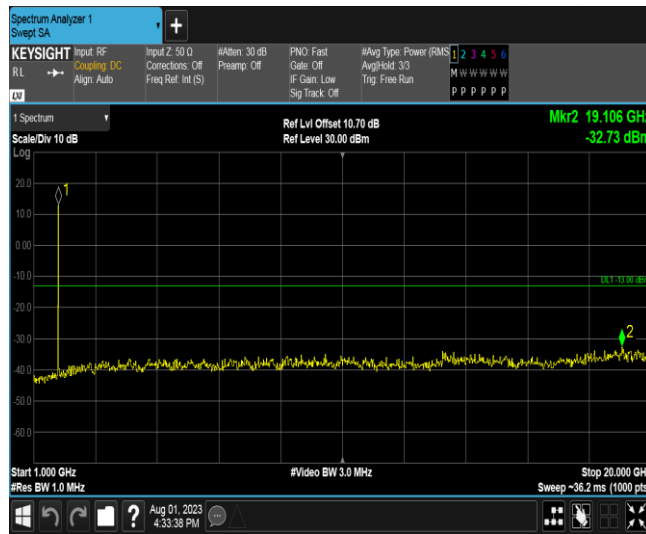 Spectrum Analyzer 1
Swept SA
+
KEYSIGHT
RL
LXI
Input: RF
Coupling: DC
Align: Auto
Input Z: 50 Ω
Corrections: Off
Freq Ref: Int (S)
#Atten: 30 dB
Preamp: Off
PNO: Fast
Gate: Off
IF Gain: Low
Sig Track: Off
#Avg Type: Power (RMS
Avg|Hold: 3/3
Trig: Free Run
1 2 3 4 5 6
M W W W W W
P P P P P P
1 Spectrum
Scale/Div 10 dB
Log
Ref Lvl Offset 10.70 dB
Ref Level 30.00 dBm
Mkr2 19.106 GHz
-32.73 dBm
20.0
1
10.0
0.00
-10.0
DL1 -13.00 dBm
-20.0
-30.0
2
-40.0
-50.0
-60.0
Start 1.000 GHz
#Video BW 3.0 MHz
Stop 20.000 GH
#Res BW 1.0 MHz
Sweep ~36.2 ms (1000 pts
?
Aug 01, 2023
4:33:38 PM